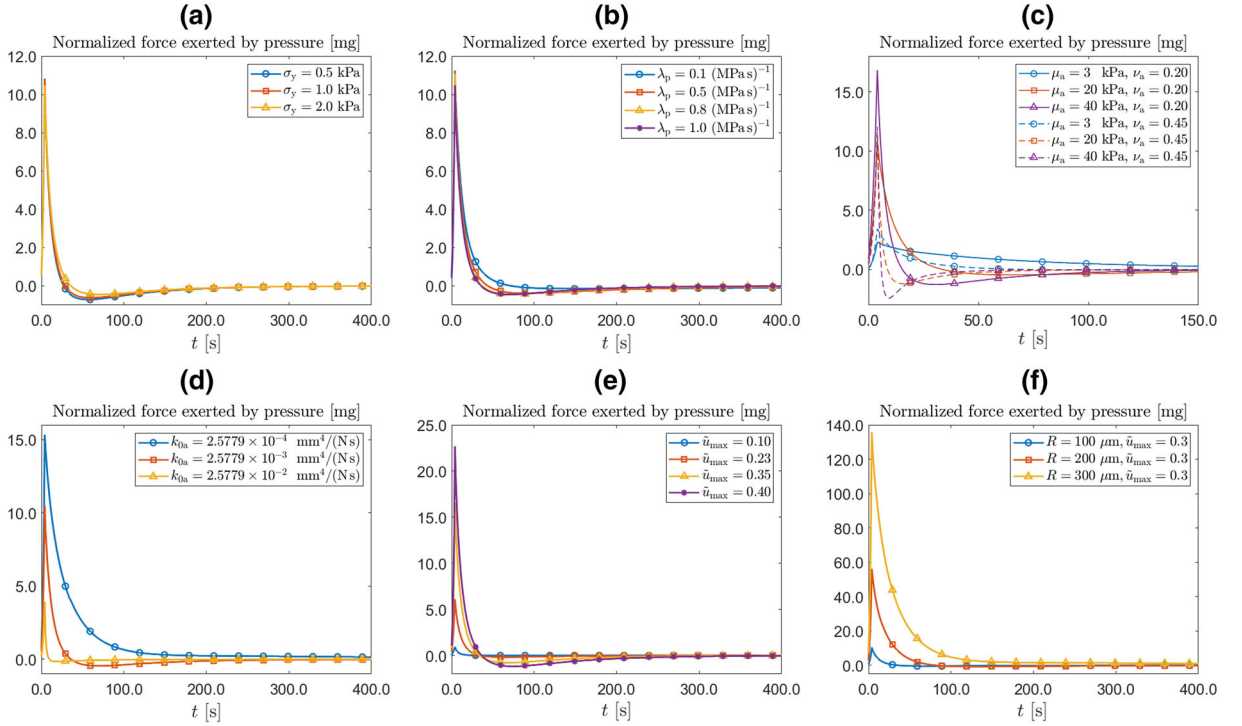 (a)
Normalized force exerted by pressure [mg]
12.0
10.0
8.0
6.0
4.0
2.0
0.0
σy = 0.5 kPa
σy = 1.0 kPa
σy = 2.0 kPa
0.0 100.0 200.0 300.0 400.0
t [s]
(b)
Normalized force exerted by pressure [mg]
12.0
10.0
8.0
6.0
4.0
2.0
0.0
λp = 0.1 (MPa s)⁻¹
λp = 0.5 (MPa s)⁻¹
λp = 0.8 (MPa s)⁻¹
λp = 1.0 (MPa s)⁻¹
0.0 100.0 200.0 300.0 400.0
t [s]
(c)
Normalized force exerted by pressure [mg]
15.0
10.0
5.0
0.0
μa = 3 kPa, νa = 0.20
μa = 20 kPa, νa = 0.20
μa = 40 kPa, νa = 0.20
μa = 3 kPa, νa = 0.45
μa = 20 kPa, νa = 0.45
μa = 40 kPa, νa = 0.45
0.0 50.0 100.0 150.0
t [s]
(d)
Normalized force exerted by pressure [mg]
15.0
10.0
5.0
0.0
k0a = 2.5779 × 10⁻⁴ mm⁴/(N s)
k0a = 2.5779 × 10⁻³ mm⁴/(N s)
k0a = 2.5779 × 10⁻² mm⁴/(N s)
0.0 100.0 200.0 300.0 400.0
t [s]
(e)
Normalized force exerted by pressure [mg]
25.0
20.0
15.0
10.0
5.0
0.0
ũmax = 0.10
ũmax = 0.23
ũmax = 0.35
ũmax = 0.40
0.0 100.0 200.0 300.0 400.0
t [s]
(f)
Normalized force exerted by pressure [mg]
140.0
120.0
100.0
80.0
60.0
40.0
20.0
0.0
R = 100 μm, ũmax = 0.3
R = 200 μm, ũmax = 0.3
R = 300 μm, ũmax = 0.3
0.0 100.0 200.0 300.0 400.0
t [s]